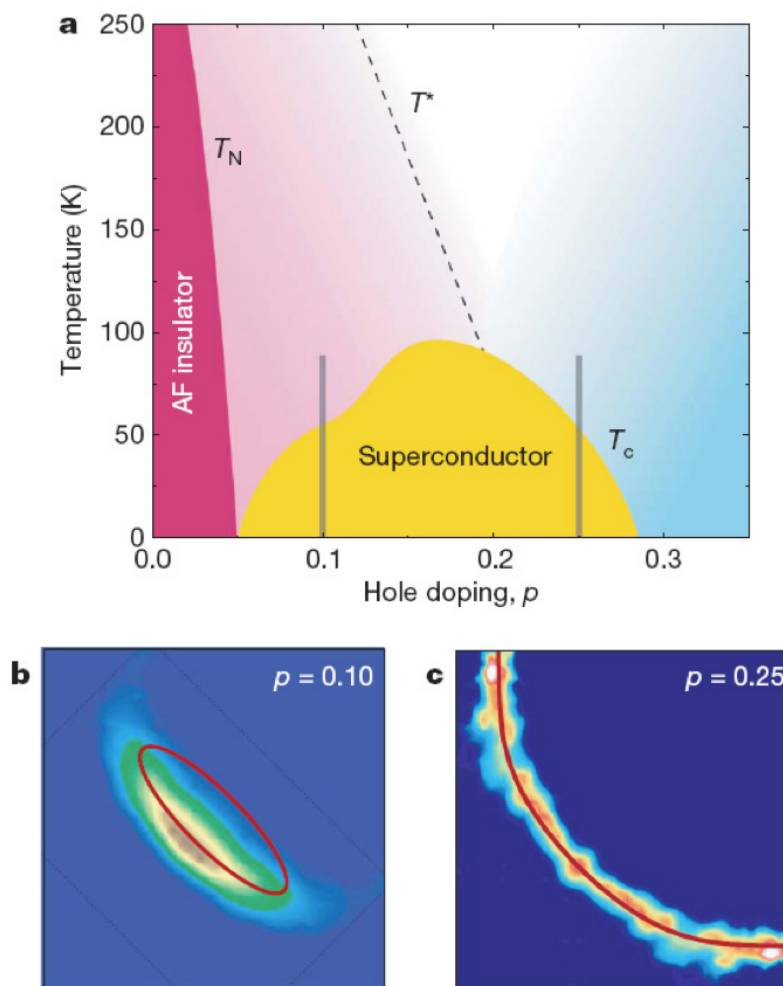 a
250
200
150
100
50
0
Temperature (K)
AF insulator
T_N
T*
Superconductor
T_c
0.0 0.1 0.2 0.3
Hole doping, p
b p = 0.10
c p = 0.25